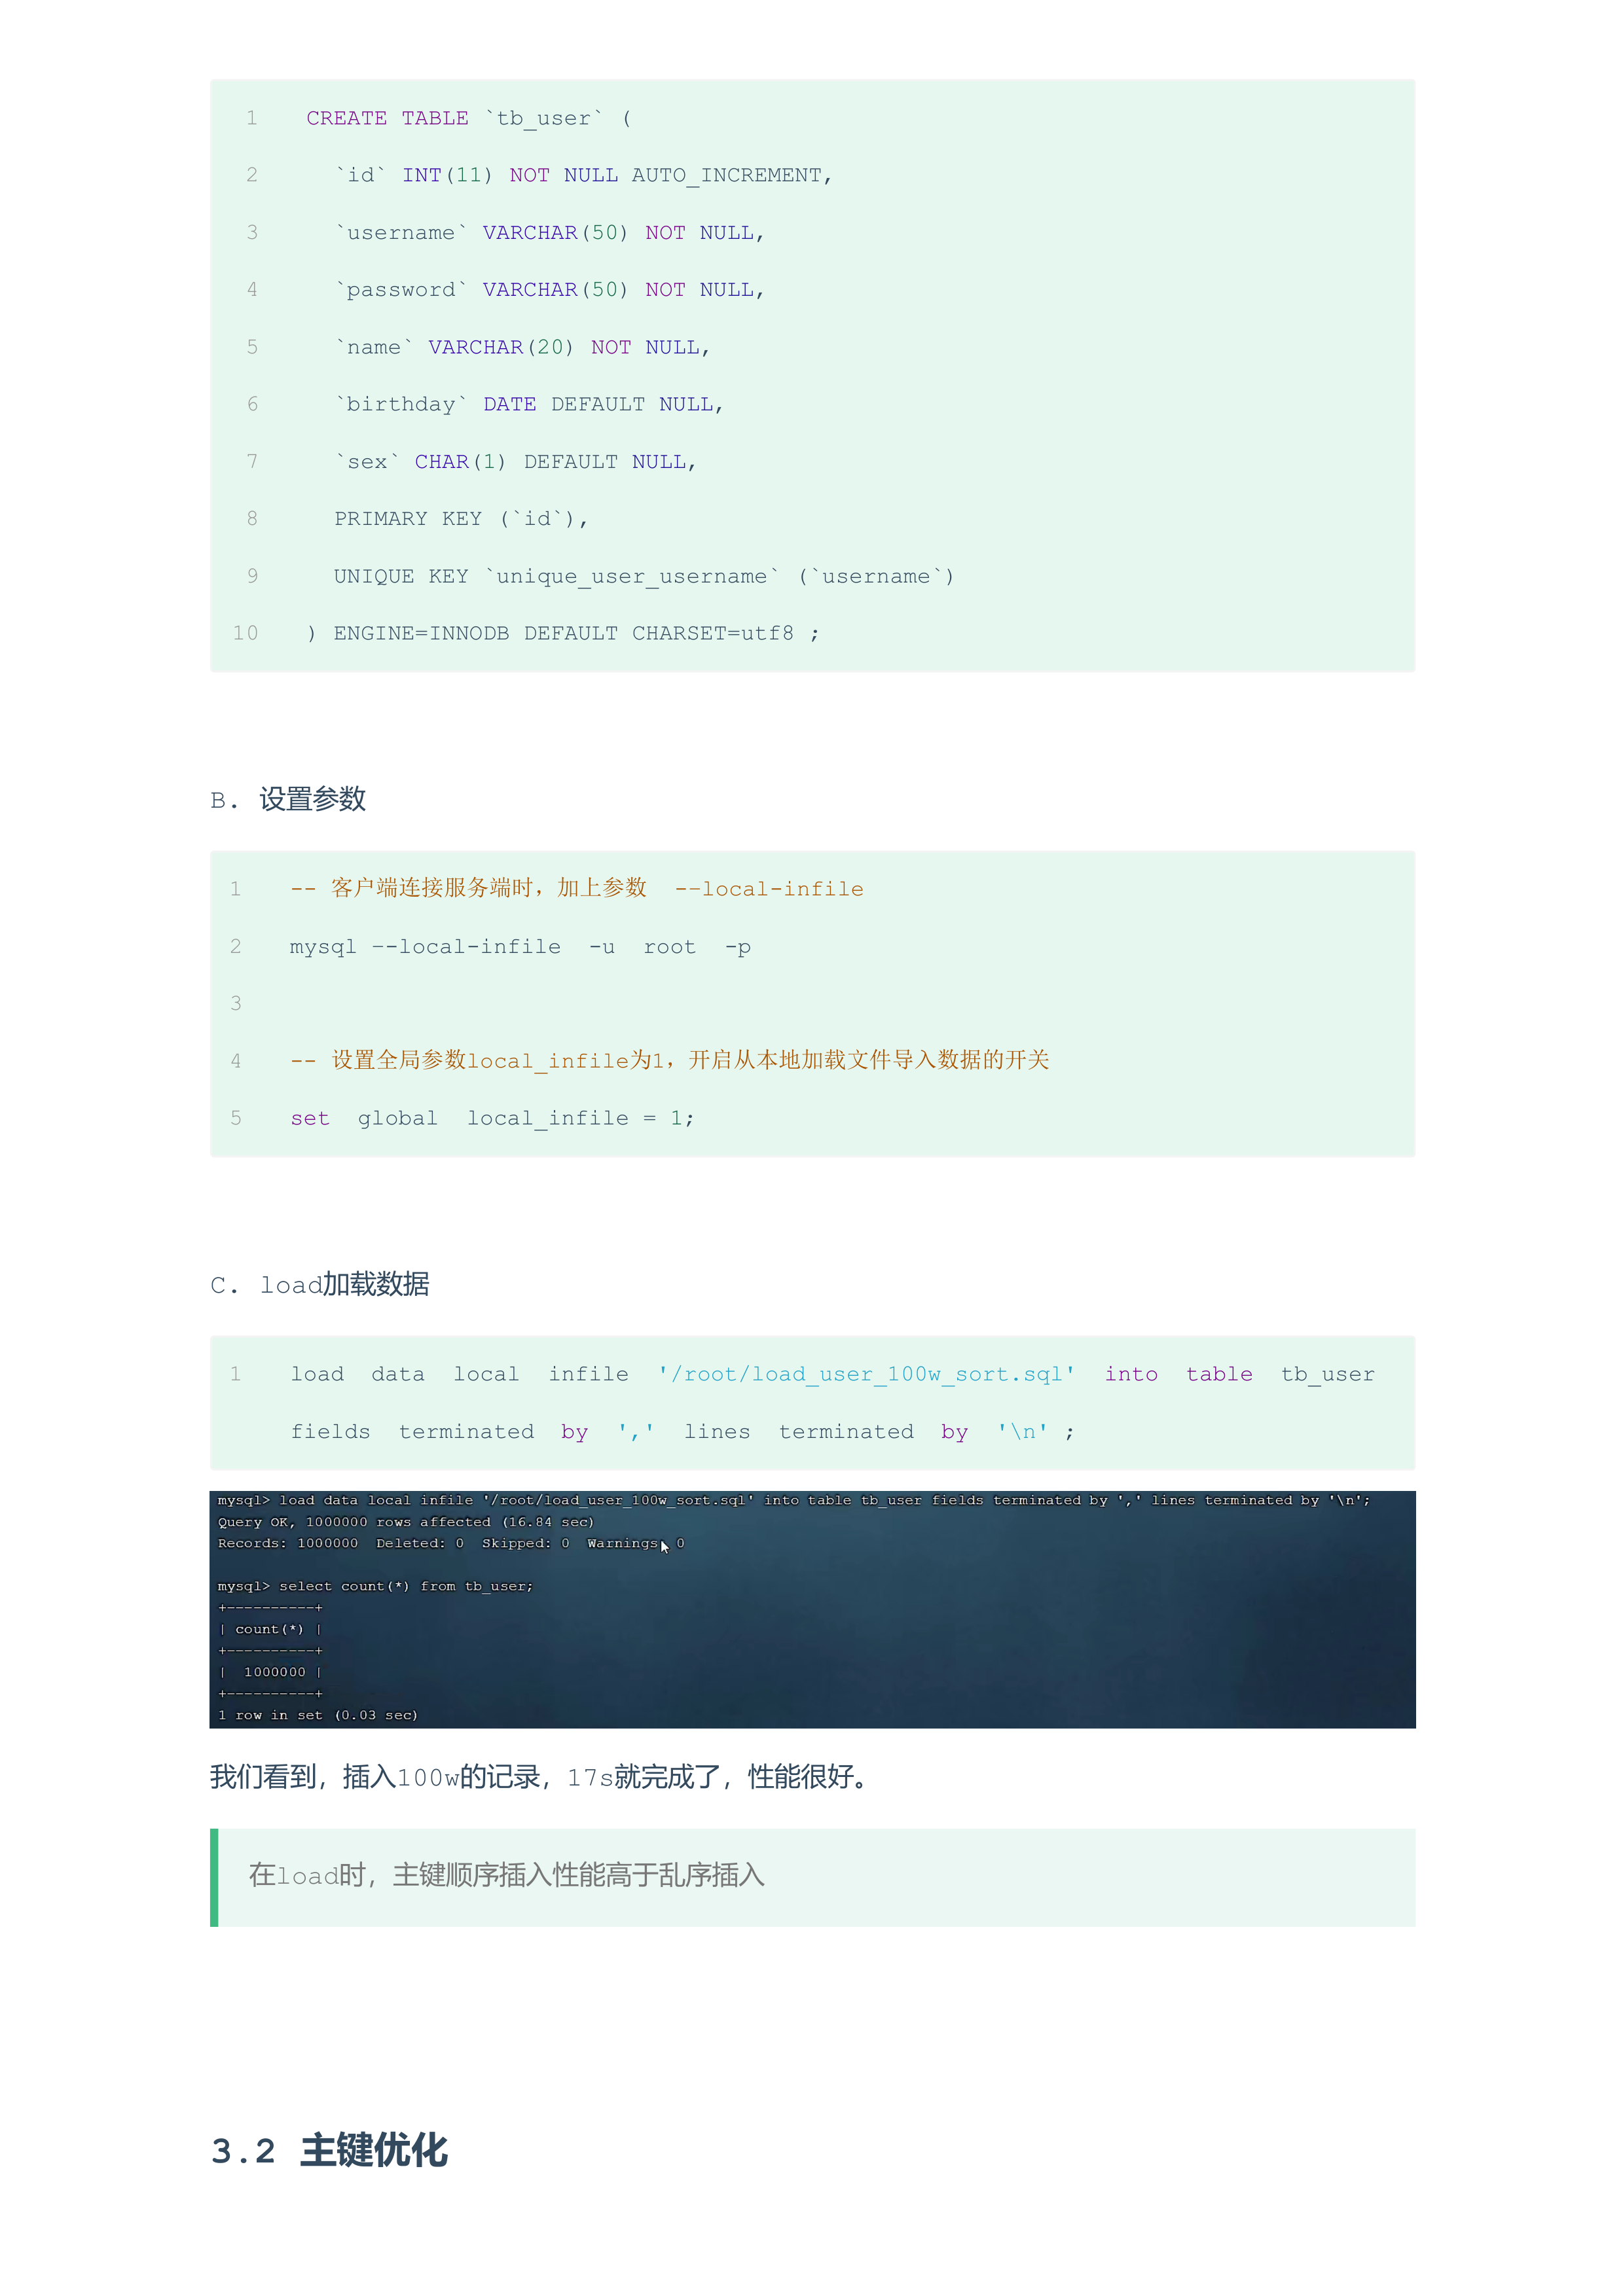 1 CREATE TABLE `tb_user` (
2 `id` INT(11) NOT NULL AUTO_INCREMENT,
3 `username` VARCHAR(50) NOT NULL,
4 `password` VARCHAR(50) NOT NULL,
5 `name` VARCHAR(20) NOT NULL,
6 `birthday` DATE DEFAULT NULL,
7 `sex` CHAR(1) DEFAULT NULL,
8 PRIMARY KEY (`id`),
9 UNIQUE KEY `unique_user_username` (`username`)
10 ) ENGINE=INNODB DEFAULT CHARSET=utf8 ;
B. 设置参数
1 -- 客户端连接服务端时，加上参数 -–local-infile
2 mysql –-local-infile -u root -p
3
4 -- 设置全局参数local_infile为1，开启从本地加载文件导入数据的开关
5 set global local_infile = 1;
C. load加载数据
1 load data local infile '/root/load_user_100w_sort.sql' into table tb_user
fields terminated by ',' lines terminated by '\n' ;
mysql> load data local infile '/root/load_user_100w_sort.sql' into table tb_user fields terminated by ',' lines terminated by '\n';
Query OK, 1000000 rows affected (16.84 sec)
Records: 1000000 Deleted: 0 Skipped: 0 Warnings: 0
mysql> select count(*) from tb_user;
+----------+
| count(*) |
+----------+
| 1000000 |
+----------+
1 row in set (0.03 sec)
我们看到，插入100w的记录，17s就完成了，性能很好。
在load时，主键顺序插入性能高于乱序插入
3.2 主键优化